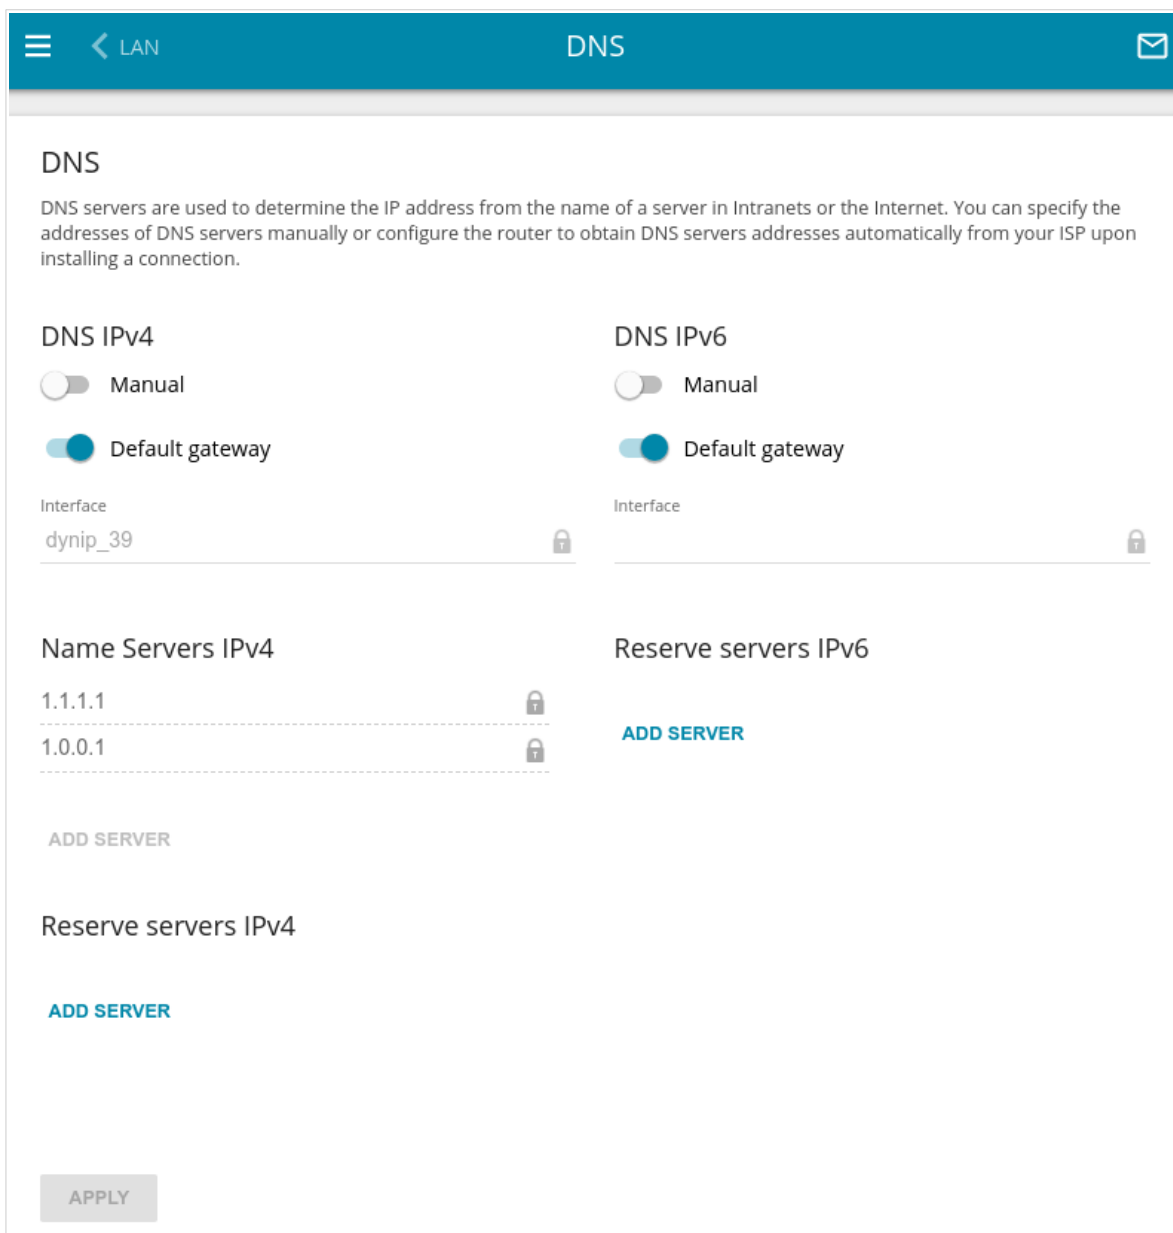 LAN
DNS
DNS
DNS servers are used to determine the IP address from the name of a server in Intranets or the Internet. You can specify the
addresses of DNS servers manually or configure the router to obtain DNS servers addresses automatically from your ISP upon
installing a connection.
DNS IPv4
Manual
Default gateway
Interface
dynip_39
DNS IPv6
Manual
Default gateway
Interface
Name Servers IPv4
1.1.1.1
1.0.0.1
ADD SERVER
Reserve servers IPv6
ADD SERVER
Reserve servers IPv4
ADD SERVER
APPLY